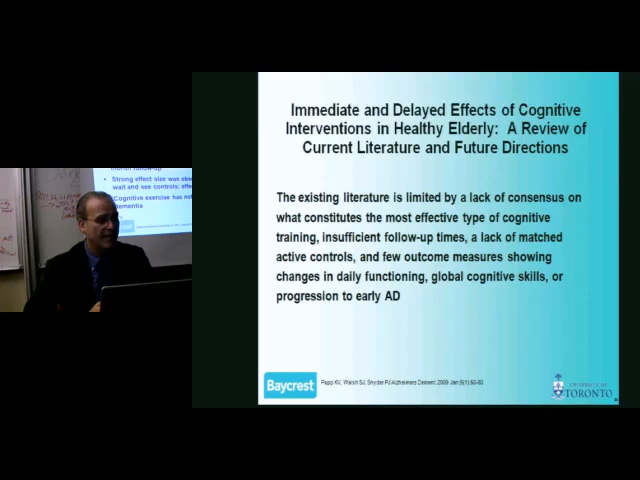 Immediate and Delayed Effects of Cognitive
Interventions in Healthy Elderly: A Review of
Current Literature and Future Directions
The existing literature is limited by a lack of consensus on
what constitutes the most effective type of cognitive
training, insufficient follow-up times, a lack of matched
active controls, and few outcome measures showing
changes in daily functioning, global cognitive skills, or
progression to early AD
Baycrest
Papp KV, Walsh SJ, Snyder PJ Alzheimers Dement. 2009 Jan;5(1):50-60
UNIVERSITY OF
TORONTO
Strong effect size was
wait and see controls;
Cognitive exercise has
dementia